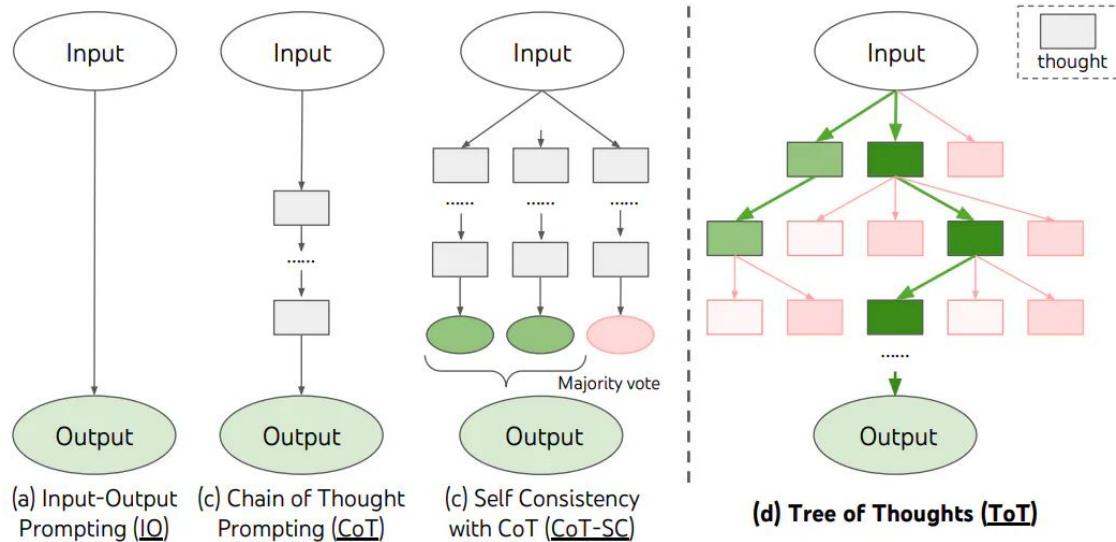 Input
Input
Input
Input
thought
......
......
......
......
......
Majority vote
Output
Output
Output
Output
(a) Input-Output
Prompting (IO)
(c) Chain of Thought
Prompting (CoT)
(c) Self Consistency
with CoT (CoT-SC)
(d) Tree of Thoughts (ToT)